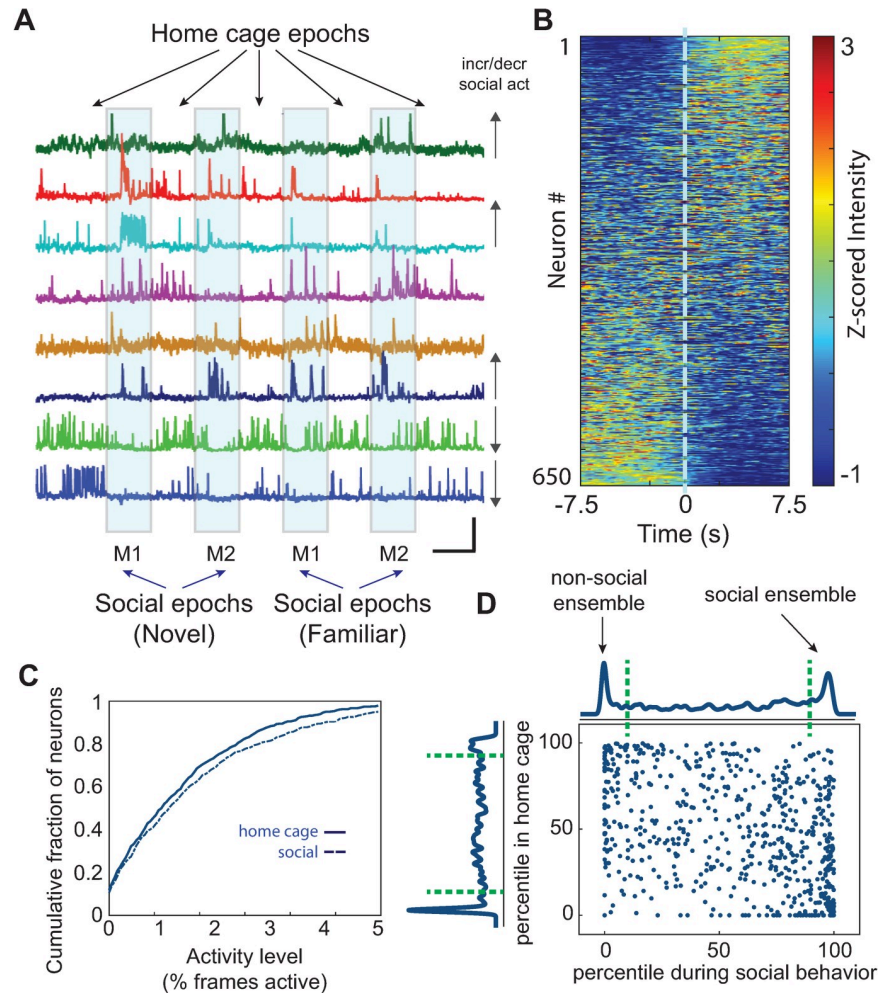 A
Home cage epochs
incr/decr
social act
M1
M2
M1
M2
Social epochs
(Novel)
Social epochs
(Familiar)
B
1
Neuron #
650
-7.5
0
7.5
Time (s)
3
Z-scored Intensity
-1
C
1
0.8
0.6
0.4
0.2
0
Cumulative fraction of neurons
home cage
social
0
1
2
3
4
5
Activity level
(% frames active)
D
non-social
ensemble
social ensemble
100
50
0
percentile in home cage
0
50
100
percentile during social behavior